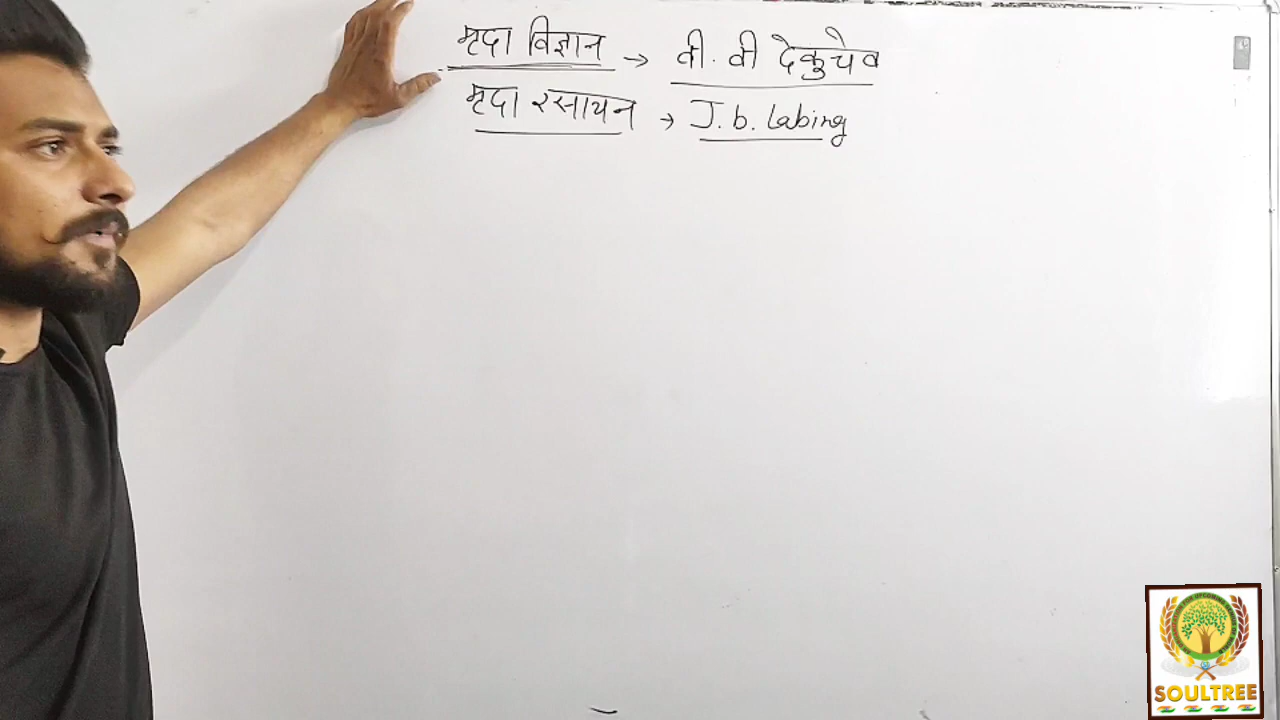 मृदा विज्ञान → वी. वी देकुचेव
मृदा रसायन → J. b. Labing
SOULTREE